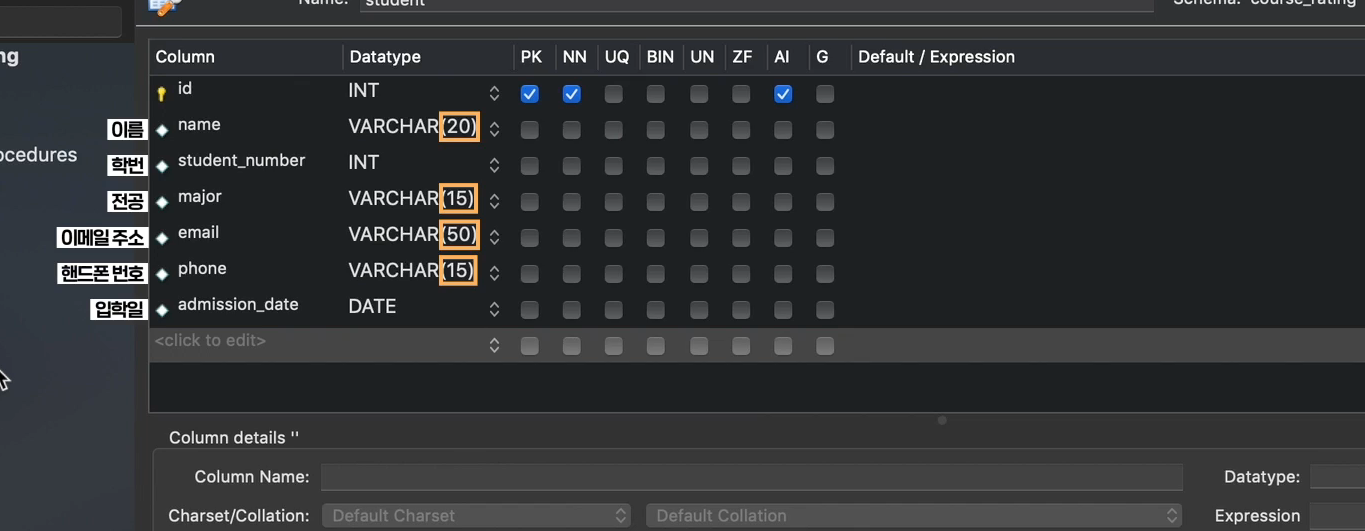 Name: student Schema: course_rating
ng
Column Datatype PK NN UQ BIN UN ZF AI G Default / Expression
id INT
이름 name VARCHAR(20)
ocedures
학번 student_number INT
전공 major VARCHAR(15)
이메일 주소 email VARCHAR(50)
핸드폰 번호 phone VARCHAR(15)
입학일 admission_date DATE
<click to edit>
Column details ''
Column Name: Datatype:
Charset/Collation: Default Charset Default Collation Expression